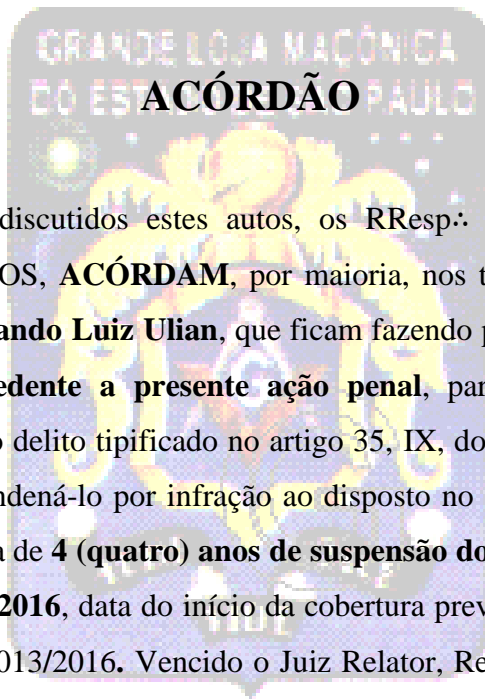 GRANDE LOJA MAÇÔNICA
DO ESTADO DE SÃO PAULO
ACÓRDÃO
discutidos estes autos, os RResp∴
OS, ACÓRDAM, por maioria, nos t
ando Luiz Ulian, que ficam fazendo p
edente a presente ação penal, par
o delito tipificado no artigo 35, IX, do
ndená-lo por infração ao disposto no
a de 4 (quatro) anos de suspensão do
2016, data do início da cobertura prev
013/2016. Vencido o Juiz Relator, Re